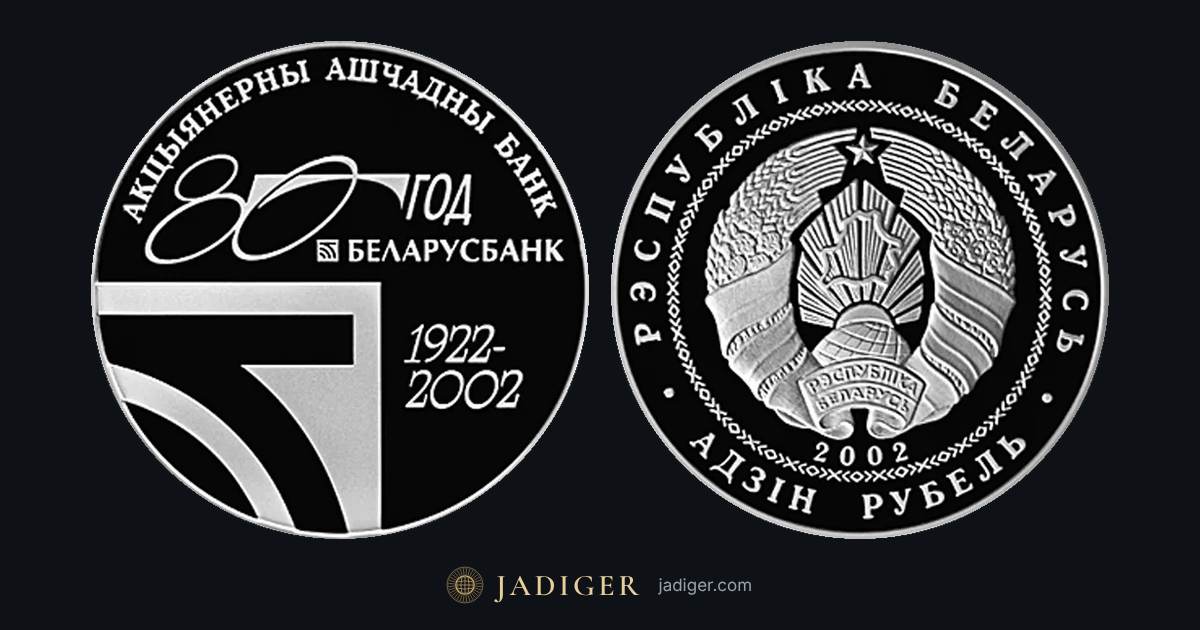 АКЦЫЯНЕРНЫ АШЧАДНЫ БАНК
80 ГОД
БЕЛАРУСБАНК
1922-
2002
РЭСПУБЛІКА БЕЛАРУСЬ
РЭСПУБЛІКА
БЕЛАРУСЬ
2002
АДЗІН РУБЕЛЬ
JADIGER jadiger.com